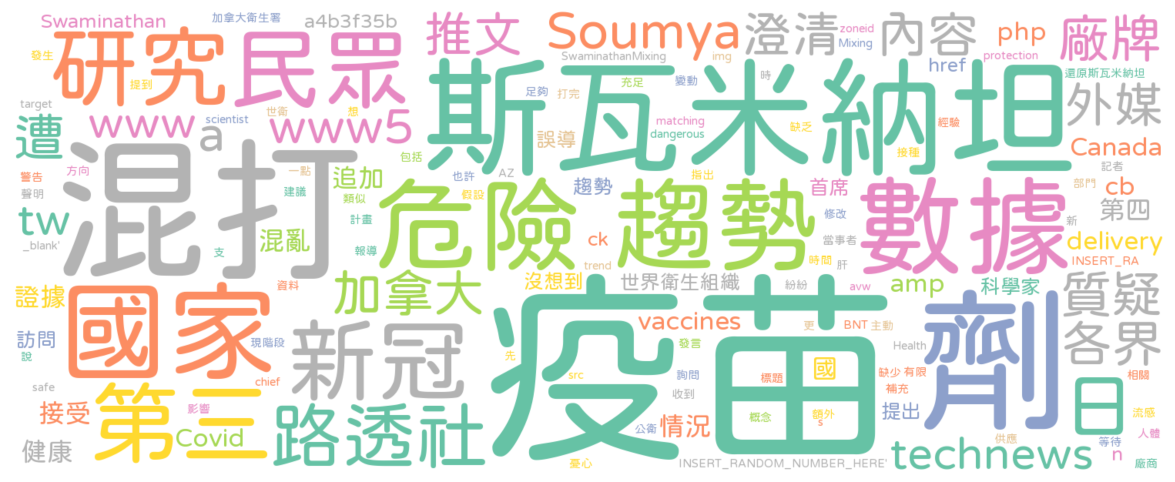 Swaminathan
加拿大衛生署
a4b3f35b
推文
Soumya
澄清
內容
zoneid
Mixing
php
廠牌
發生
研究
民眾
SwaminathanMixing
img
href
protection
還原斯瓦米納坦
提到
世衛
想
斯瓦米納坦
足夠
打完
充足
變動
時
外媒
target
www
a
www5
scientist
誤導
matching
dangerous
缺乏
經驗
接種
Canada
遭
混打
包括
指出
記者
警告
聲明
方向
一點
建議
追加
類似
也許
AZ
假設
趨勢
首席
部門
cb
第四
tw
_blank'
支
混亂
計畫
報導
危險
趨勢
ck
trend
修改
當事者
數據
新
delivery
INSERT_RA
時間
肝
證據
國家
資料
加拿大
沒想到
世界衛生組織
紛紛
avw
amp
科學家
質疑
訪問
說
現階段
新冠
疫苗
vaccines
更
BNT
主動
Health
劑
各界
先
發言
src
詢問
收到
標題
國
缺少
有限
補充
相關
safe
chief
第三
影響
接受
Covid
路透社
公衛
情況
概念
額外
s
提出
日
流感
人體
健康
憂心
INSERT_RANDOM_NUMBER_HERE'
technews
供應
等待
n
廠商